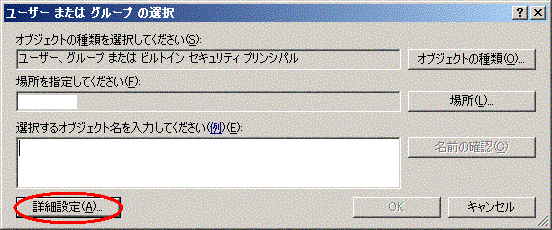 ユーザー または グループ の選択
オブジェクトの種類を選択してください(S):
ユーザー、グループ または ビルトイン セキュリティ プリンシパル
オブジェクトの種類(O)...
場所を指定してください(F):
場所(L)...
選択するオブジェクト名を入力してください(例)(E):
名前の確認(C)
詳細設定(A)...
OK
キャンセル